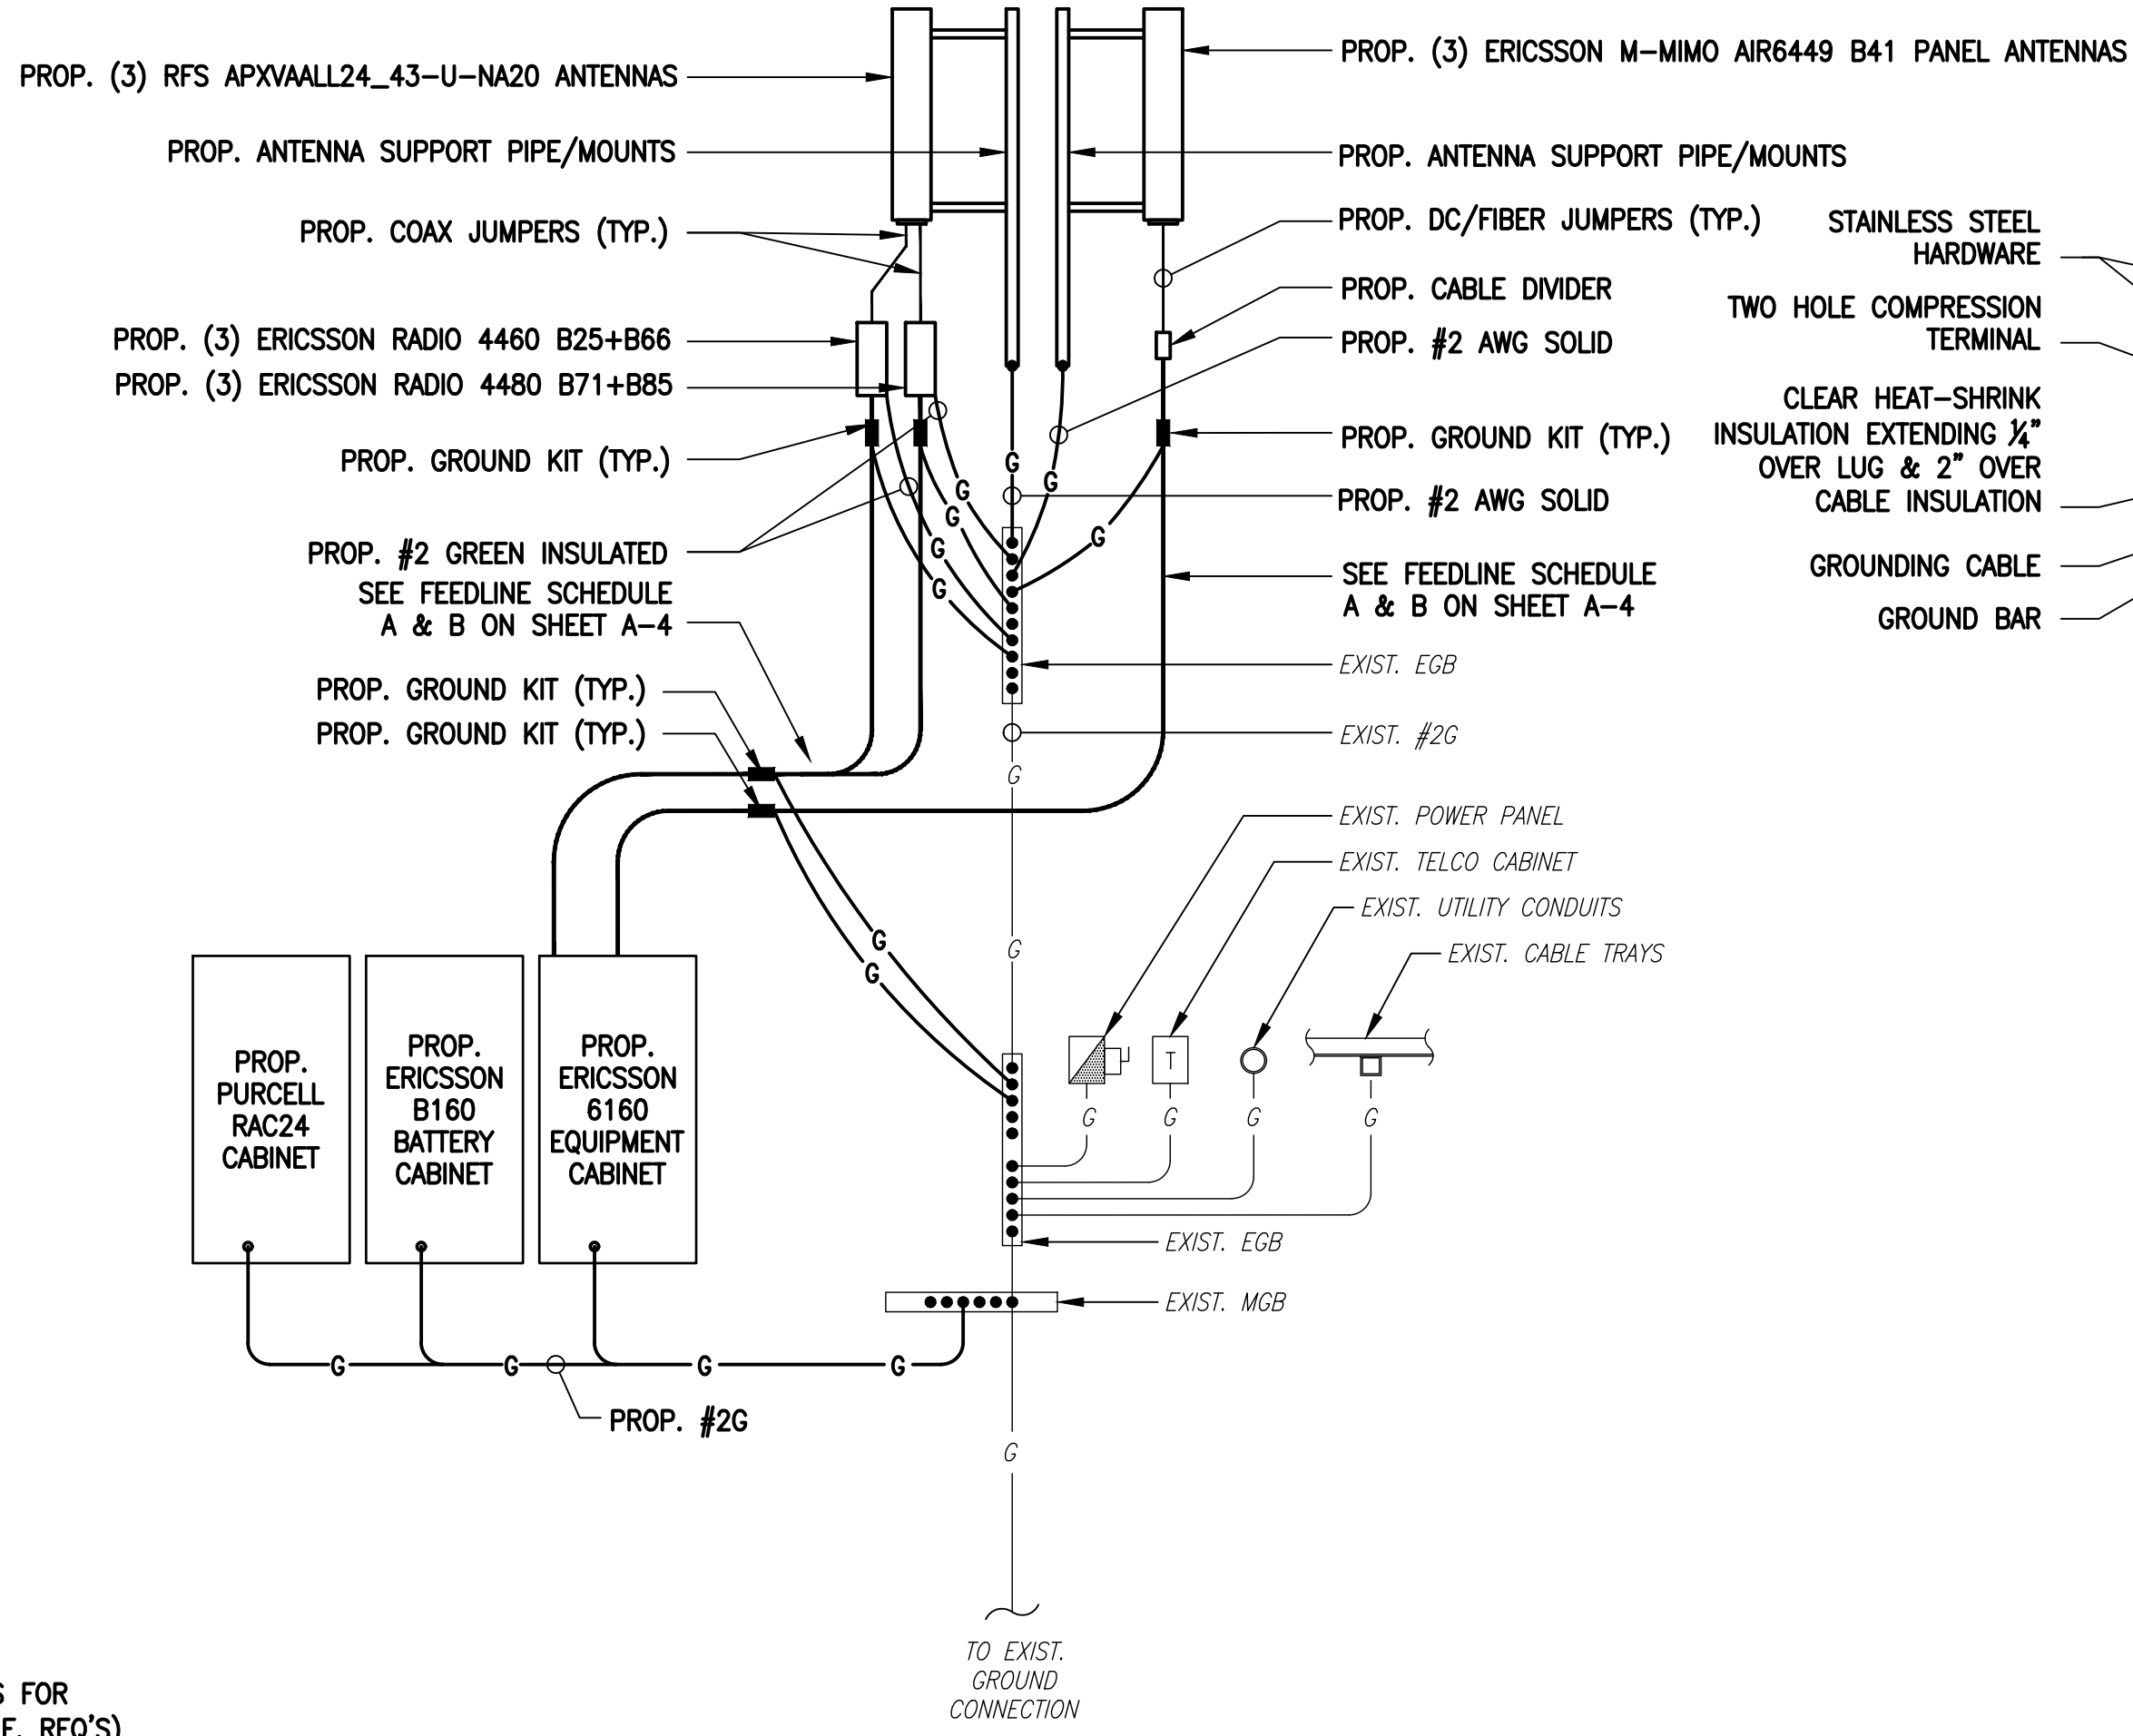 PROP. (3) RFS APXVAALL24_43-U-NA20 ANTENNAS
PROP. ANTENNA SUPPORT PIPE/MOUNTS
PROP. COAX JUMPERS (TYP.)
PROP. (3) ERICSSON RADIO 4460 B25+B66
PROP. (3) ERICSSON RADIO 4480 B71+B85
PROP. GROUND KIT (TYP.)
PROP. #2 GREEN INSULATED
SEE FEEDLINE SCHEDULE
A & B ON SHEET A-4
PROP. GROUND KIT (TYP.)
PROP. GROUND KIT (TYP.)
PROP. (3) ERICSSON M-MIMO AIR6449 B41 PANEL ANTENNAS
PROP. ANTENNA SUPPORT PIPE/MOUNTS
PROP. DC/FIBER JUMPERS (TYP.)
PROP. CABLE DIVIDER
PROP. #2 AWG SOLID
PROP. GROUND KIT (TYP.)
PROP. #2 AWG SOLID
SEE FEEDLINE SCHEDULE
A & B ON SHEET A-4
EXIST. EGB
EXIST. #2G
EXIST. POWER PANEL
EXIST. TELCO CABINET
EXIST. UTILITY CONDUITS
EXIST. CABLE TRAYS
STAINLESS STEEL
HARDWARE
TWO HOLE COMPRESSION
TERMINAL
CLEAR HEAT-SHRINK
INSULATION EXTENDING ¼"
OVER LUG & 2" OVER
CABLE INSULATION
GROUNDING CABLE
GROUND BAR
G
G
G
G
G
G
G
G
G
G
G
T
G
G
G
G
PROP.
PURCELL
RAC24
CABINET
PROP.
ERICSSON
B160
BATTERY
CABINET
PROP.
ERICSSON
6160
EQUIPMENT
CABINET
EXIST. EGB
EXIST. MGB
G
G
G
G
PROP. #2G
G
TO EXIST.
GROUND
CONNECTION
S FOR
E. REQ'S)